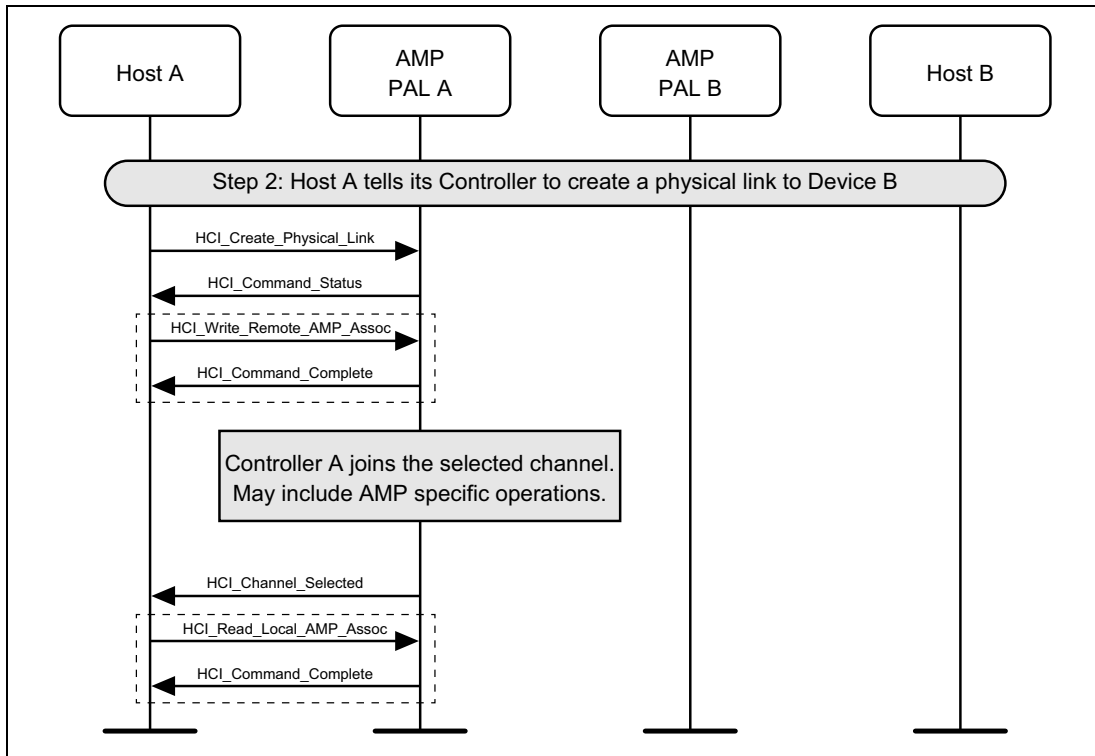 Host A
AMP
PAL A
AMP
PAL B
Host B
Step 2: Host A tells its Controller to create a physical link to Device B
HCI_Create_Physical_Link
HCI_Command_Status
HCI_Write_Remote_AMP_Assoc
HCI_Command_Complete
Controller A joins the selected channel.
May include AMP specific operations.
HCI_Channel_Selected
HCI_Read_Local_AMP_Assoc
HCI_Command_Complete